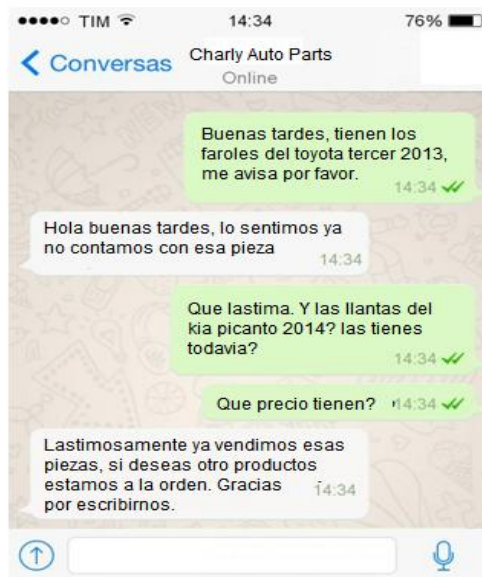 TIM 14:34 76%
Conversas Charly Auto Parts
Online
Buenas tardes, tienen los
faroles del toyota tercer 2013,
me avisa por favor.
14:34
Hola buenas tardes, lo sentimos ya
no contamos con esa pieza
14:34
Que lastima. Y las llantas del
kia picanto 2014? las tienes
todavia?
14:34
Que precio tienen? 14:34
Lastimosamente ya vendimos esas
piezas, si deseas otro productos
estamos a la orden. Gracias 14:34
por escribirnos.